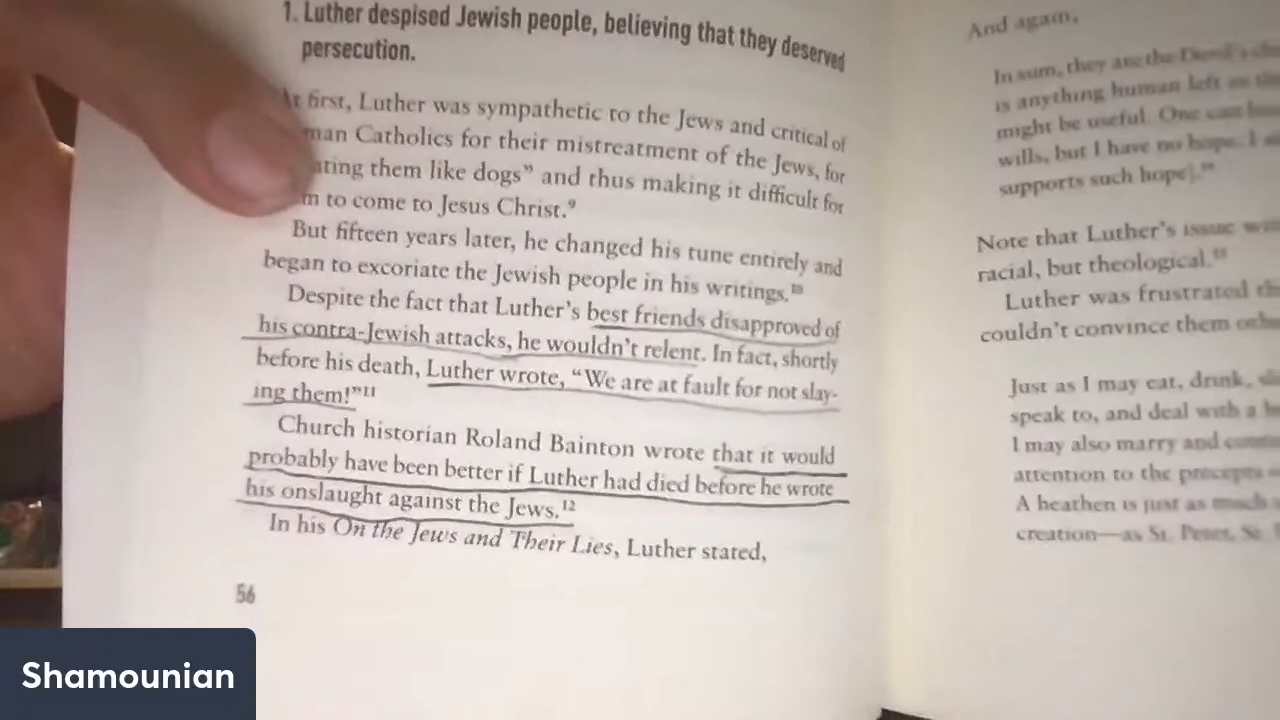 1. Luther despised Jewish people, believing that they deserved
persecution.
At first, Luther was sympathetic to the Jews and critical of
man Catholics for their mistreatment of the Jews, for
ating them like dogs” and thus making it difficult for
m to come to Jesus Christ.⁹
But fifteen years later, he changed his tune entirely and
began to excoriate the Jewish people in his writings.¹⁰
Despite the fact that Luther’s best friends disapproved of
his contra-Jewish attacks, he wouldn’t relent. In fact, shortly
before his death, Luther wrote, “We are at fault for not slay-
ing them!”¹¹
Church historian Roland Bainton wrote that it would
probably have been better if Luther had died before he wrote
his onslaught against the Jews.¹²
In his On the Jews and Their Lies, Luther stated,
56
And again,
In sum, they are the Devil's
is anything human left
might be useful. One can
wills, but I have no hope. I
supports such hope].
Note that Luther’s issue
racial, but theological.
Luther was frustrated
couldn’t convince them
Just as I may eat, drink,
speak to, and deal with a
I may also marry and
attention to the precepts
A heathen is just as much
creation—as St. Peter, St.
Shamounian